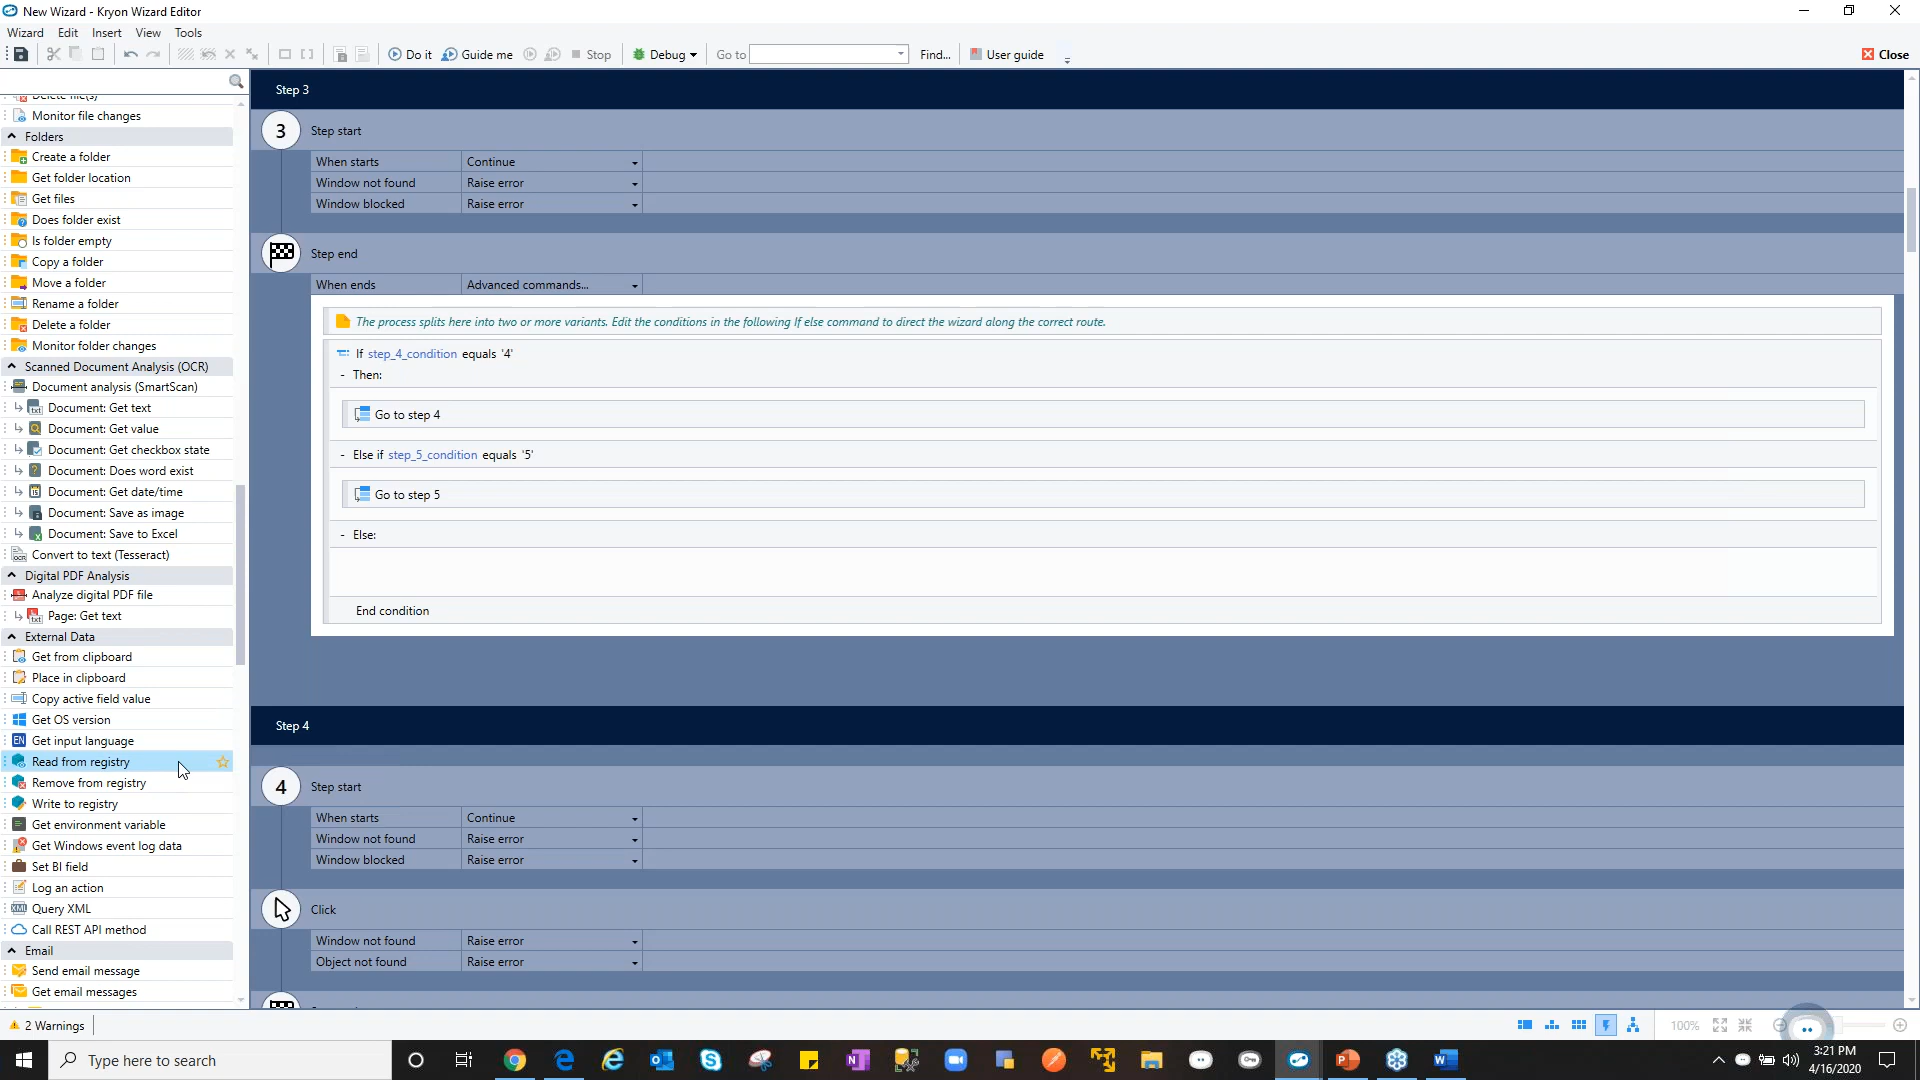 New Wizard - Kryon Wizard Editor
Wizard Edit Insert View Tools
Do it Guide me Stop Debug Go to Find... User guide Close
Delete file(s)
Monitor file changes
Folders
Create a folder
Get folder location
Get files
Does folder exist
Is folder empty
Copy a folder
Move a folder
Rename a folder
Delete a folder
Monitor folder changes
Scanned Document Analysis (OCR)
Document analysis (SmartScan)
Document: Get text
Document: Get value
Document: Get checkbox state
Document: Does word exist
Document: Get date/time
Document: Save as image
Document: Save to Excel
Convert to text (Tesseract)
Digital PDF Analysis
Analyze digital PDF file
Page: Get text
External Data
Get from clipboard
Place in clipboard
Copy active field value
Get OS version
EN Get input language
Read from registry
Remove from registry
Write to registry
Get environment variable
Get Windows event log data
Set BI field
Log an action
Query XML
Call REST API method
Email
Send email message
Get email messages
Step 3
3 Step start
When starts Continue
Window not found Raise error
Window blocked Raise error
Step end
When ends Advanced commands...
The process splits here into two or more variants. Edit the conditions in the following If else command to direct the wizard along the correct route.
If step_4_condition equals '4'
- Then:
Go to step 4
- Else if step_5_condition equals '5'
Go to step 5
- Else:
End condition
Step 4
4 Step start
When starts Continue
Window not found Raise error
Window blocked Raise error
Click
Window not found Raise error
Object not found Raise error
2 Warnings
100%
Type here to search
3:21 PM
4/16/2020